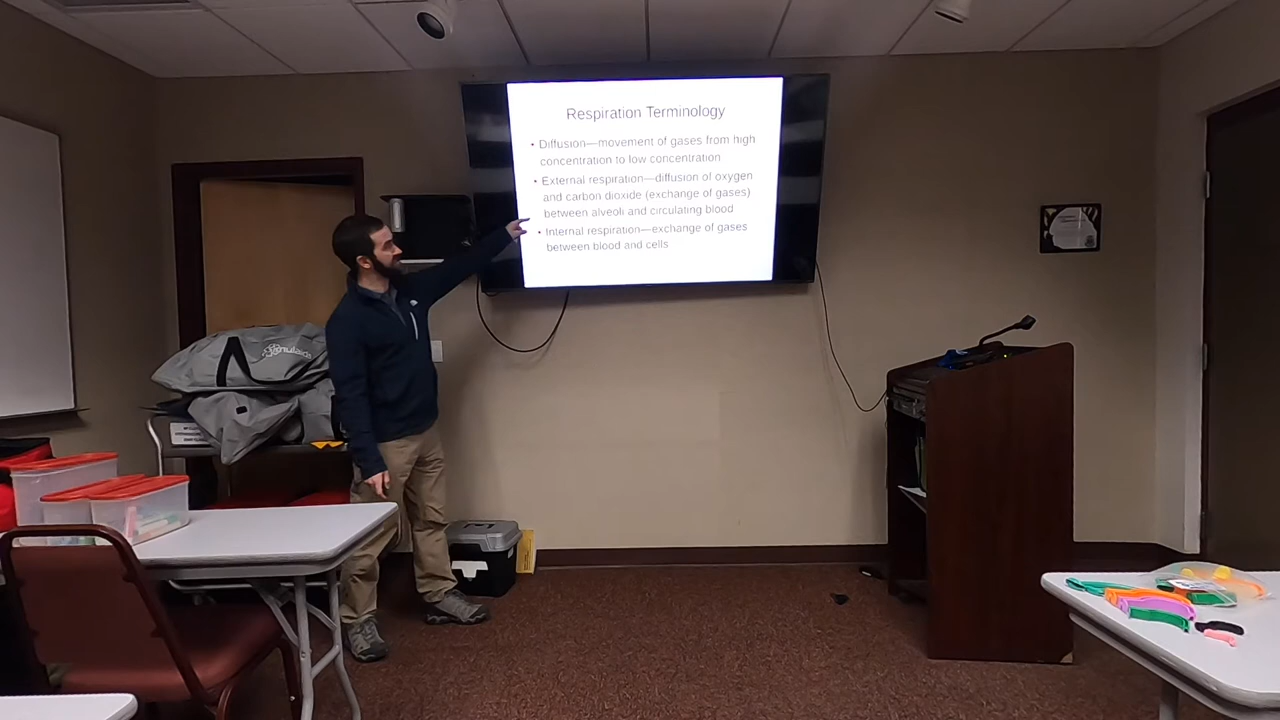 Respiration Terminology
• Diffusion—movement of gases from high
concentration to low concentration
• External respiration—diffusion of oxygen
and carbon dioxide (exchange of gases)
between alveoli and circulating blood
• Internal respiration—exchange of gases
between blood and cells